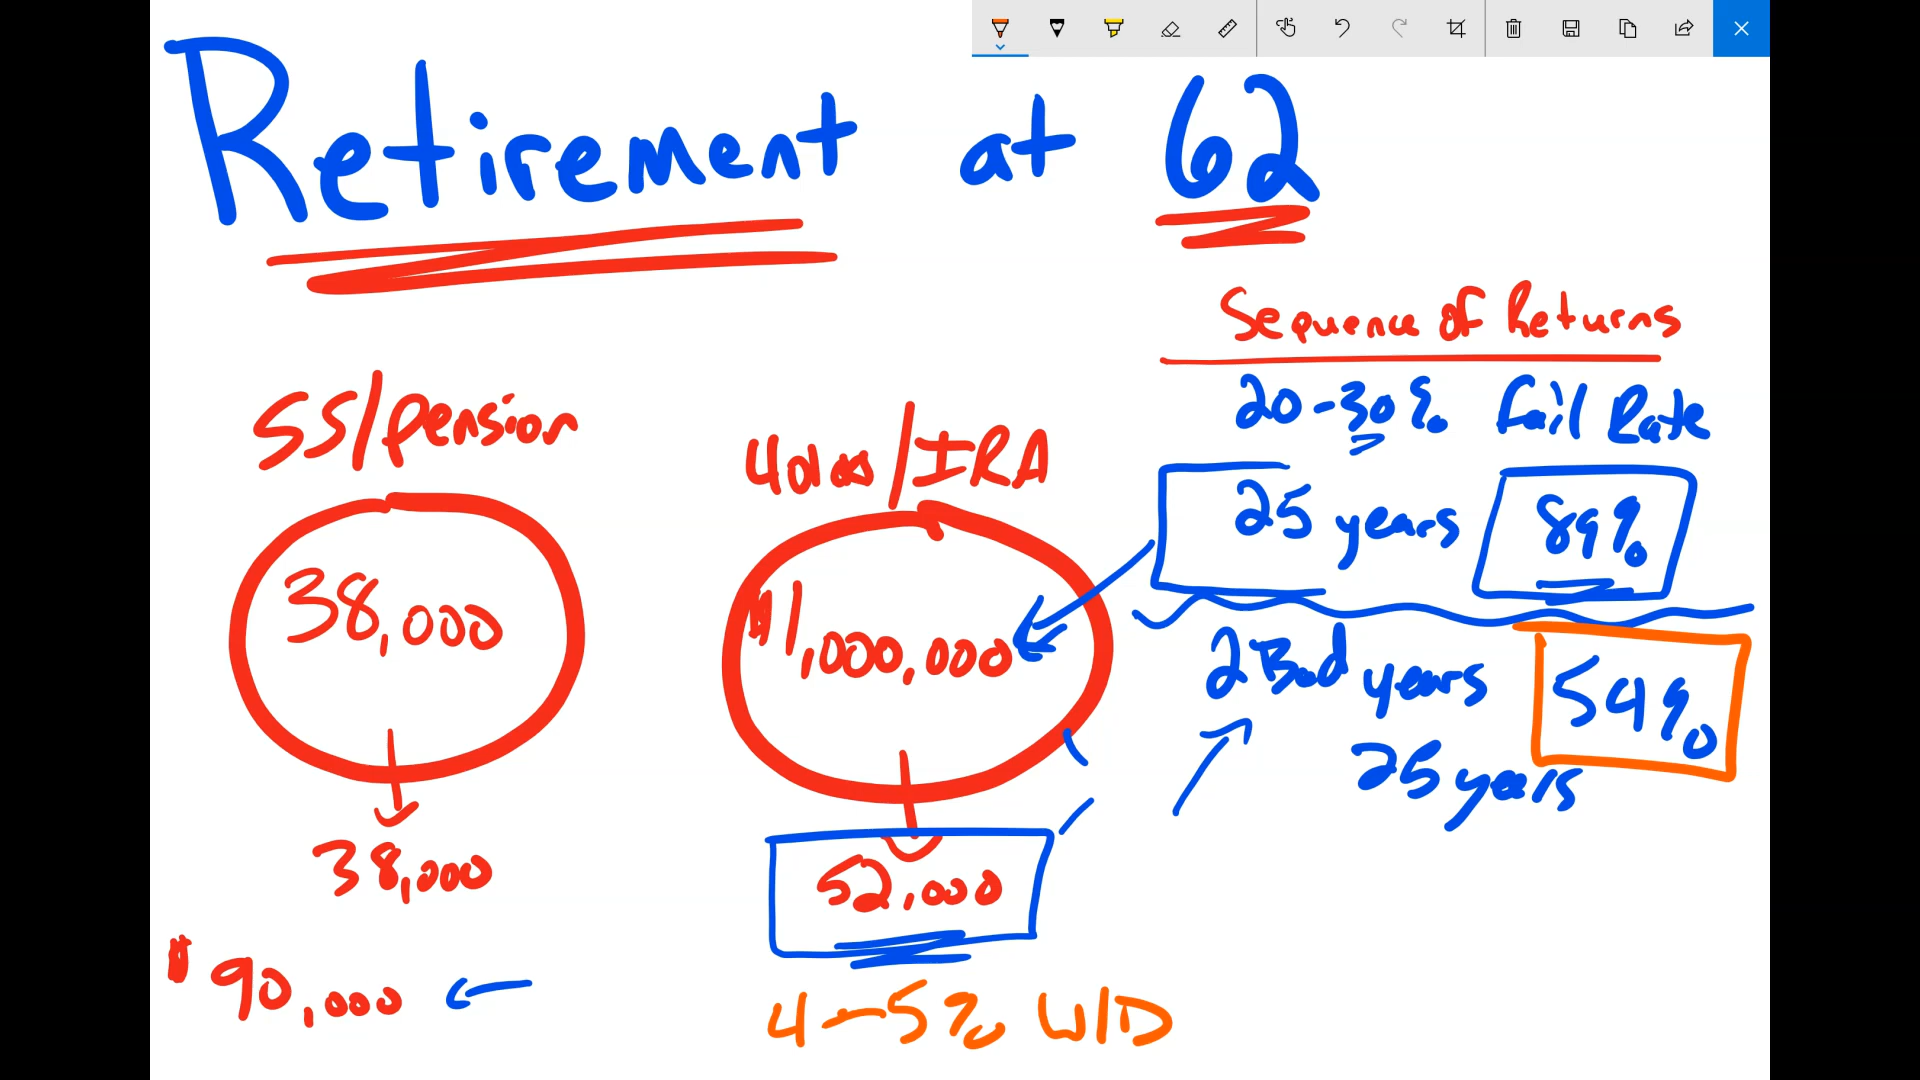 Retirement at 62
Sequence of Returns
20-30% Fail Rate
25 years 89%
2 Bad years 54%
25 years
SS/Pension
38,000
38,000
$90,000
/IRA
$1,000,000
52,000
4-5% W/D